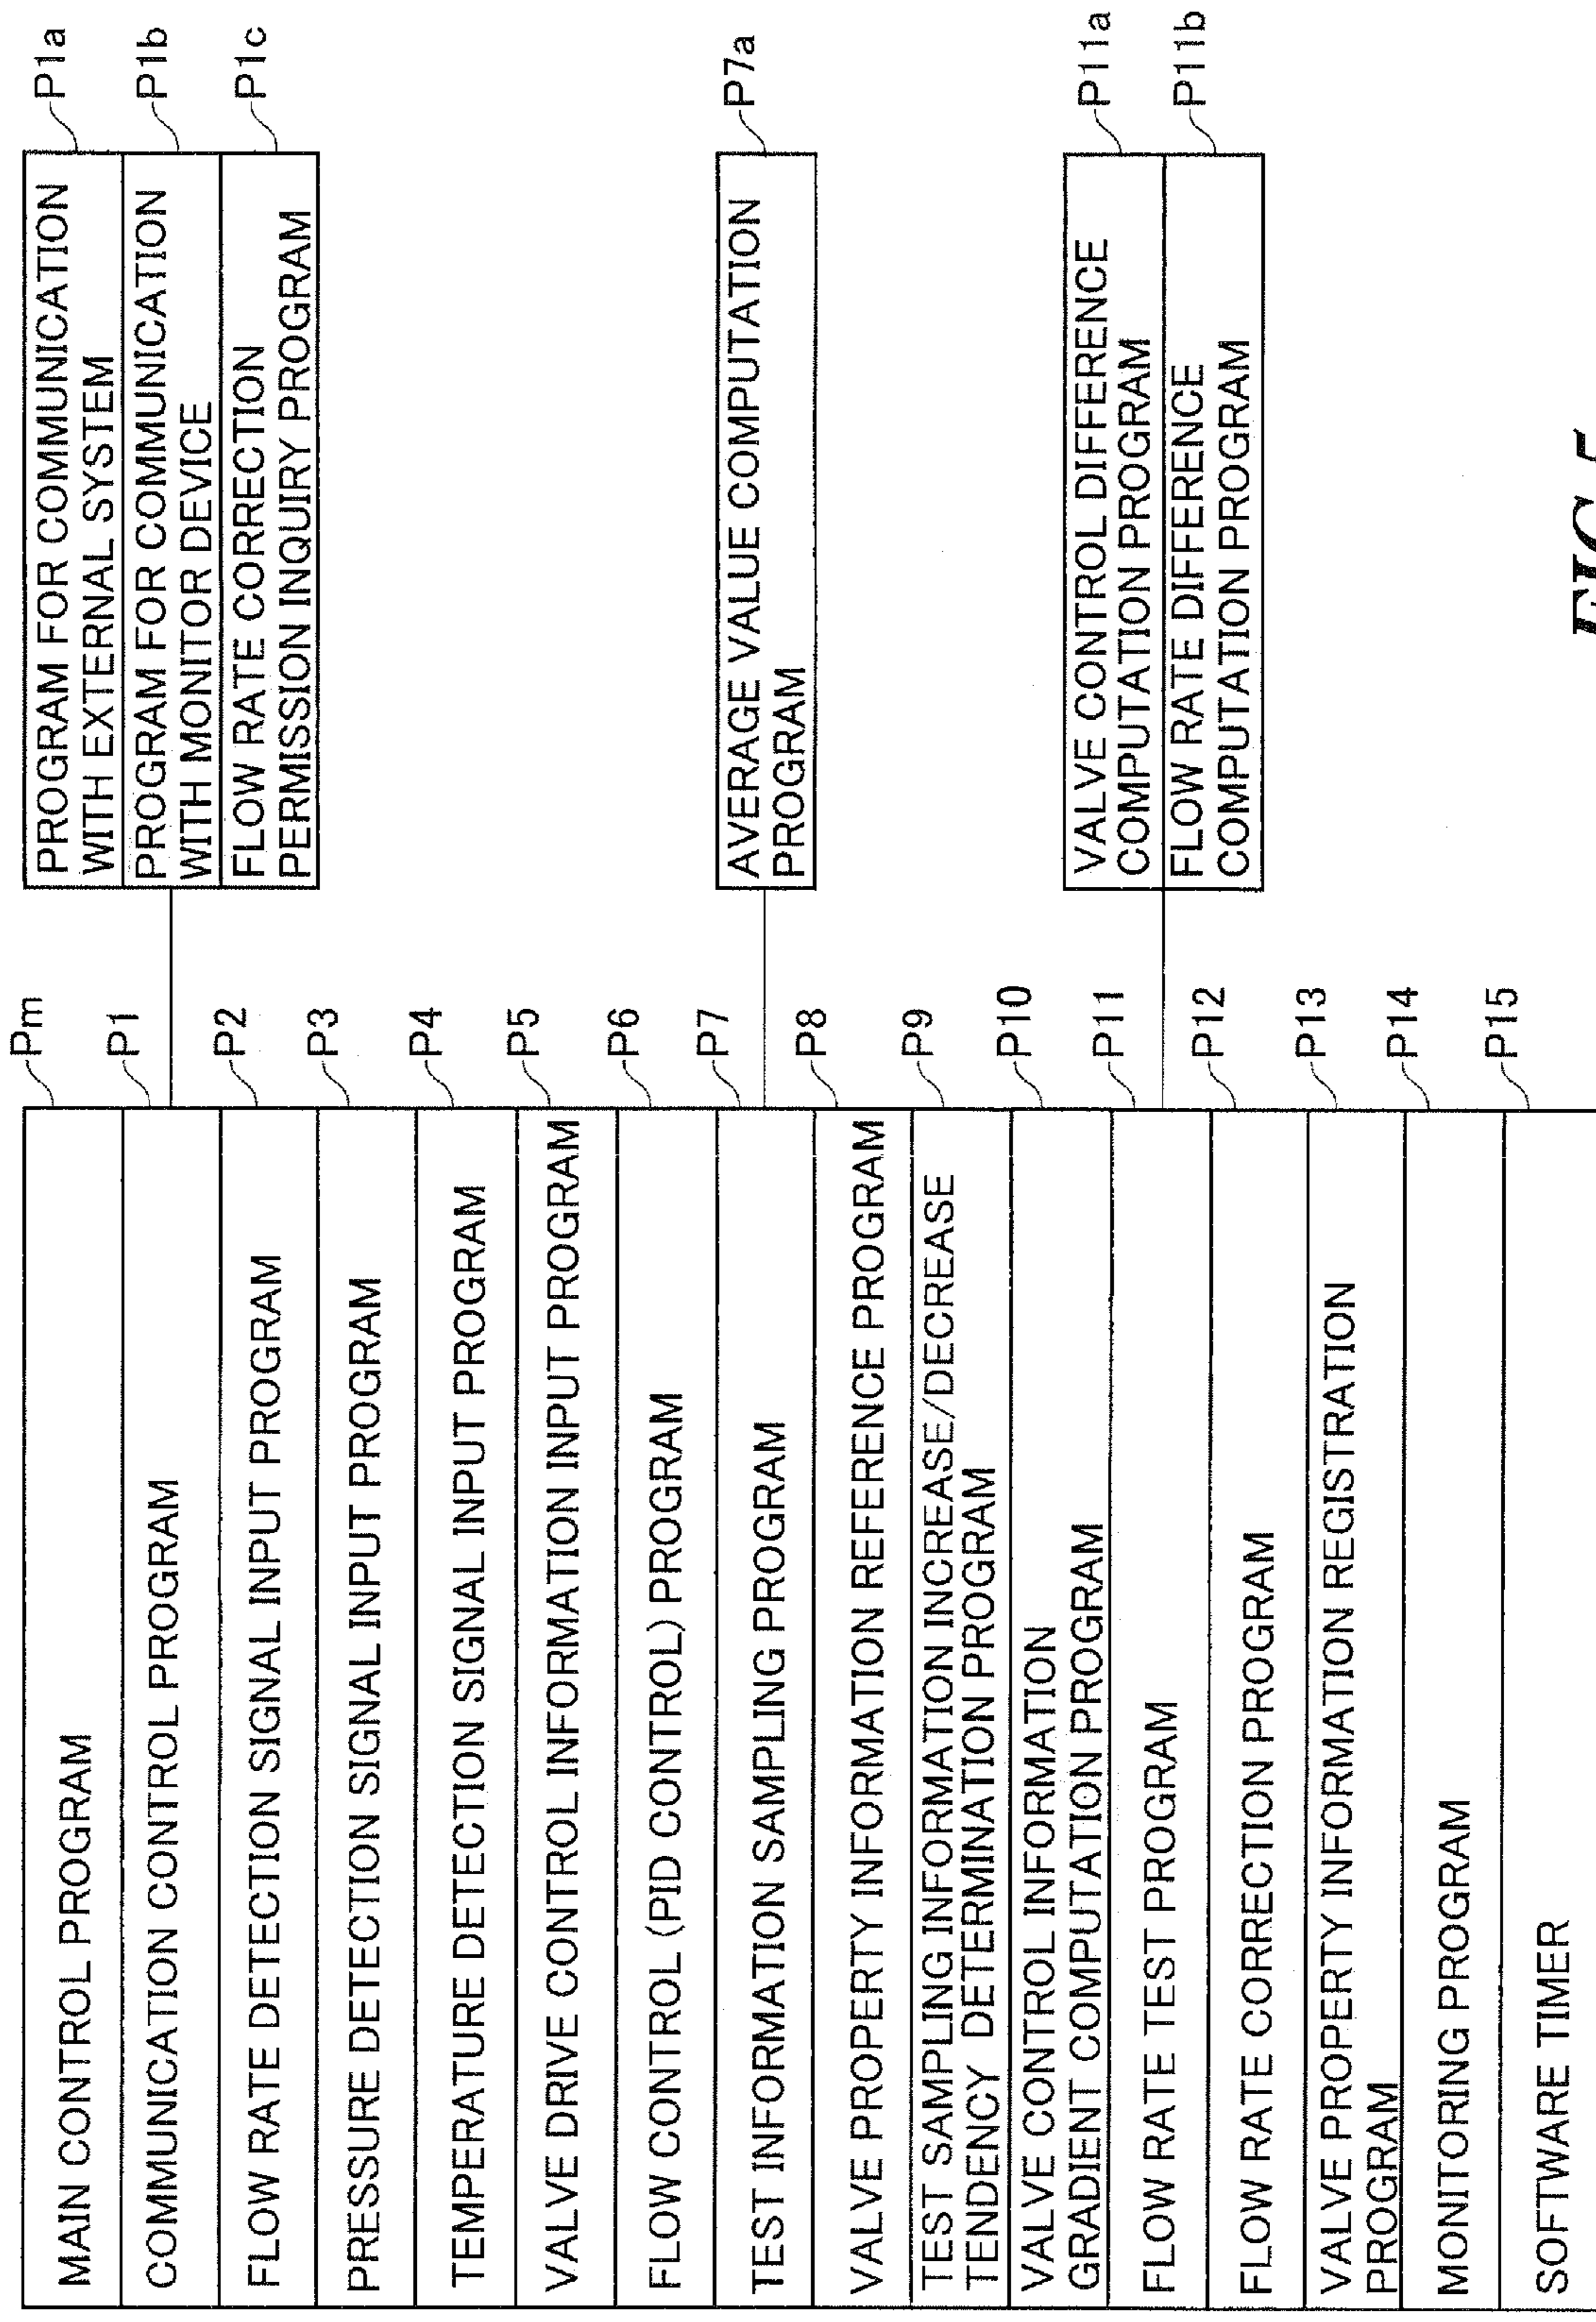 Pm
MAIN CONTROL PROGRAM
P1
COMMUNICATION CONTROL PROGRAM
P2
FLOW RATE DETECTION SIGNAL INPUT PROGRAM
P3
PRESSURE DETECTION SIGNAL INPUT PROGRAM
P4
TEMPERATURE DETECTION SIGNAL INPUT PROGRAM
P5
VALVE DRIVE CONTROL INFORMATION INPUT PROGRAM
P6
FLOW CONTROL (PID CONTROL) PROGRAM
P7
TEST INFORMATION SAMPLING PROGRAM
P8
VALVE PROPERTY INFORMATION REFERENCE PROGRAM
P9
TEST SAMPLING INFORMATION INCREASE/DECREASE
TENDENCY DETERMINATION PROGRAM
P10
VALVE CONTROL INFORMATION
GRADIENT COMPUTATION PROGRAM
P11
FLOW RATE TEST PROGRAM
P12
FLOW RATE CORRECTION PROGRAM
P13
VALVE PROPERTY INFORMATION REGISTRATION
PROGRAM
P14
MONITORING PROGRAM
P15
SOFTWARE TIMER
P1a
PROGRAM FOR COMMUNICATION
WITH EXTERNAL SYSTEM
P1b
PROGRAM FOR COMMUNICATION
WITH MONITOR DEVICE
P1c
FLOW RATE CORRECTION
PERMISSION INQUIRY PROGRAM
P7a
AVERAGE VALUE COMPUTATION
PROGRAM
P11a
VALVE CONTROL DIFFERENCE
COMPUTATION PROGRAM
P11b
FLOW RATE DIFFERENCE
COMPUTATION PROGRAM